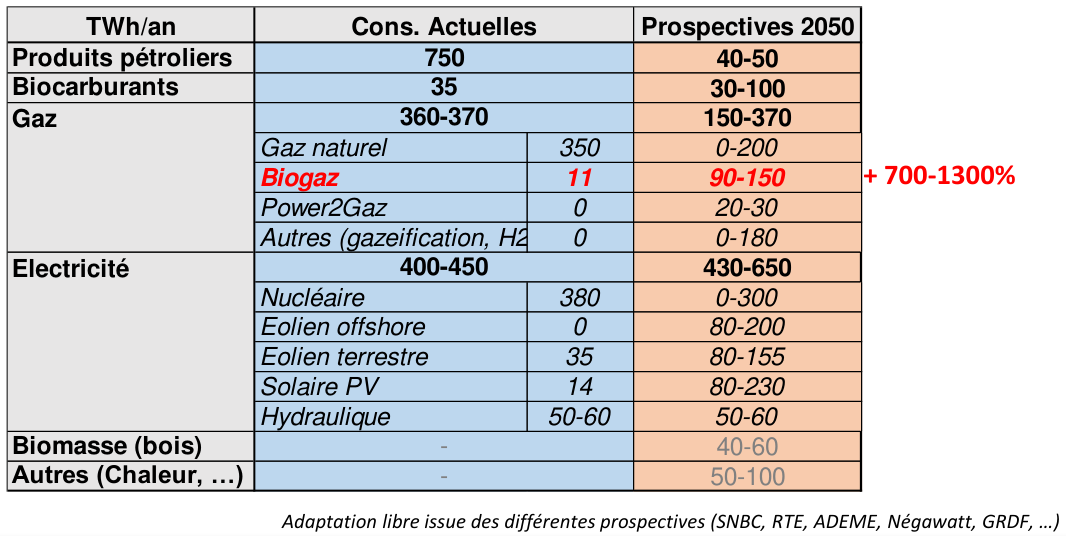 TWh/an Cons. Actuelles Prospectives 2050
Produits pétroliers 750 40-50
Biocarburants 35 30-100
Gaz 360-370 150-370
Gaz naturel 350 0-200
Biogaz 11 90-150 + 700-1300%
Power2Gaz 0 20-30
Autres (gazeification, H2 0 0-180
Electricité 400-450 430-650
Nucléaire 380 0-300
Eolien offshore 0 80-200
Eolien terrestre 35 80-155
Solaire PV 14 80-230
Hydraulique 50-60 50-60
Biomasse (bois) - 40-60
Autres (Chaleur, …) - 50-100
Adaptation libre issue des différentes prospectives (SNBC, RTE, ADEME, Négawatt, GRDF, …)